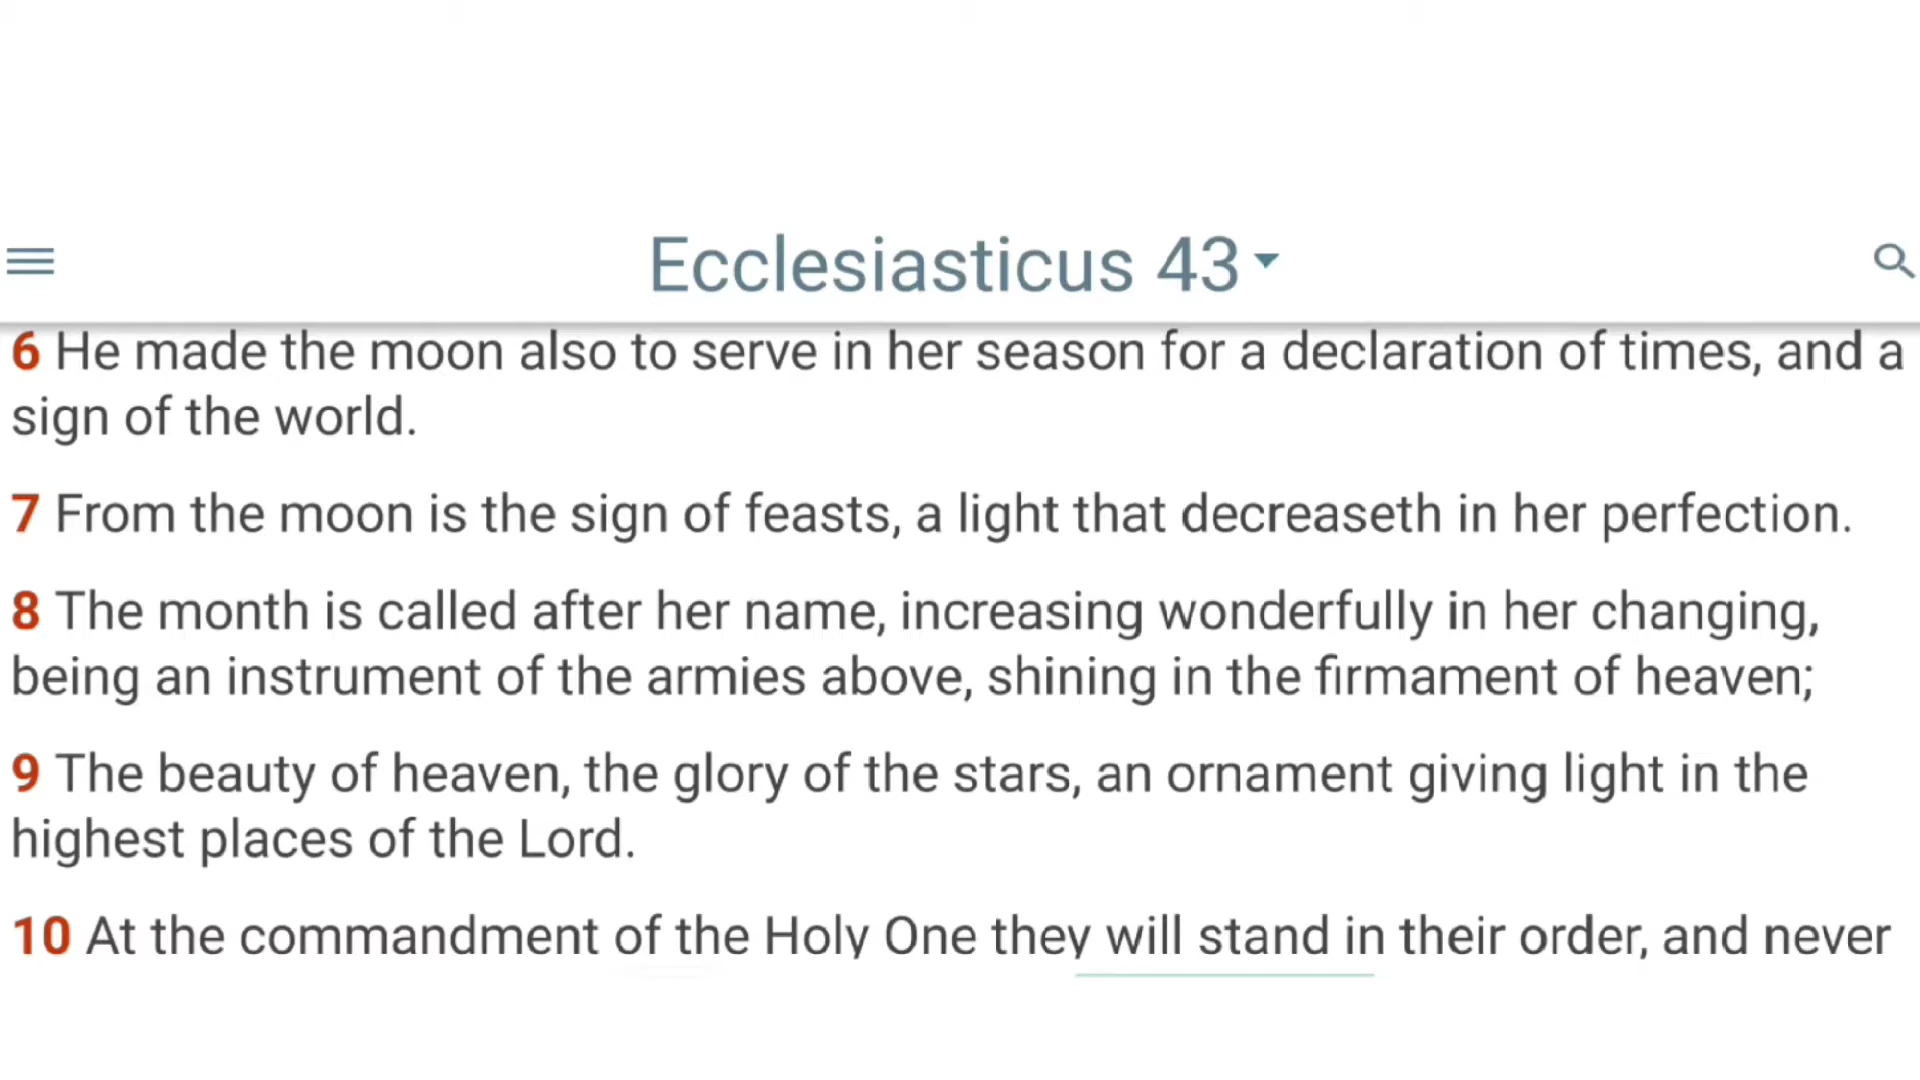 Ecclesiasticus 43
6 He made the moon also to serve in her season for a declaration of times, and a
sign of the world.
7 From the moon is the sign of feasts, a light that decreaseth in her perfection.
8 The month is called after her name, increasing wonderfully in her changing,
being an instrument of the armies above, shining in the firmament of heaven;
9 The beauty of heaven, the glory of the stars, an ornament giving light in the
highest places of the Lord.
10 At the commandment of the Holy One they will stand in their order, and never